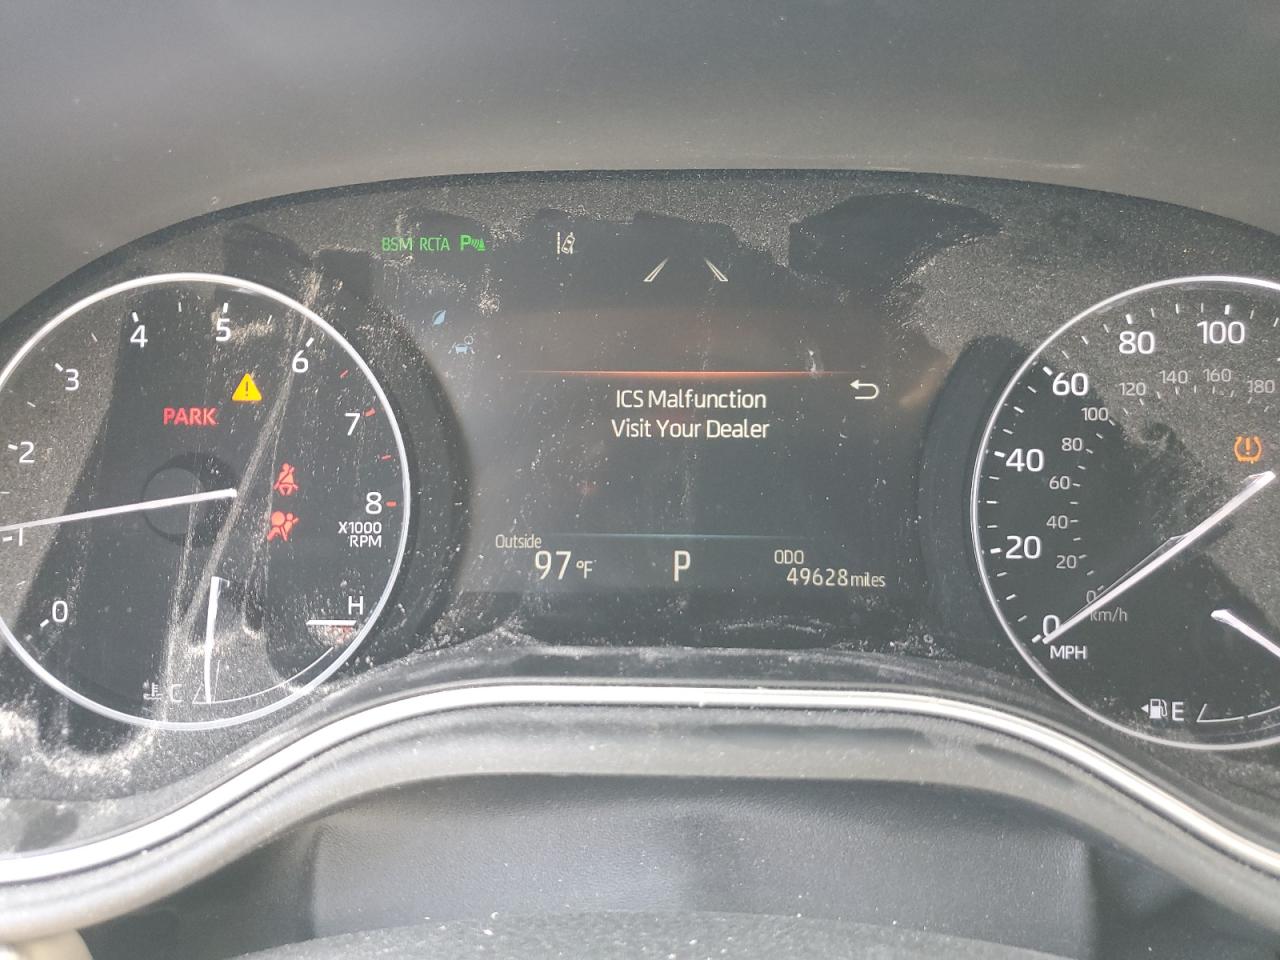 BSM RCTA P
4 5 6 7 8
3
2
1
0
PARK
X1000
RPM
H
C
ICS Malfunction
Visit Your Dealer
Outside
97 °F
P
ODO
49628 miles
0 20 40 60 80 100
0 20 40 60 80 100 120 140 160 180
km/h
MPH
E